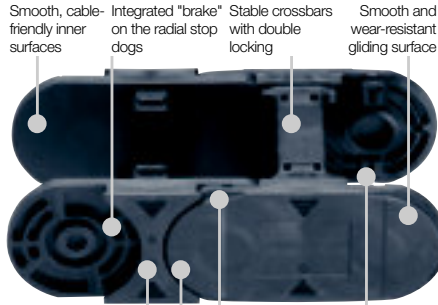 Smooth, cable-
friendly inner
surfaces
Integrated "brake"
on the radial stop
dogs
Stable crossbars
with double
locking
Smooth and
wear-resistant
gliding surface